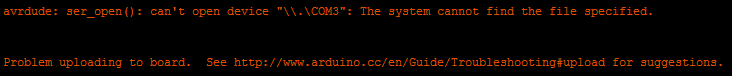 avrdude: ser_open(): can't open device "\\.\COM3": The system cannot find the file specified.
Problem uploading to board.  See http://www.arduino.cc/en/Guide/Troubleshooting#upload for suggestions.